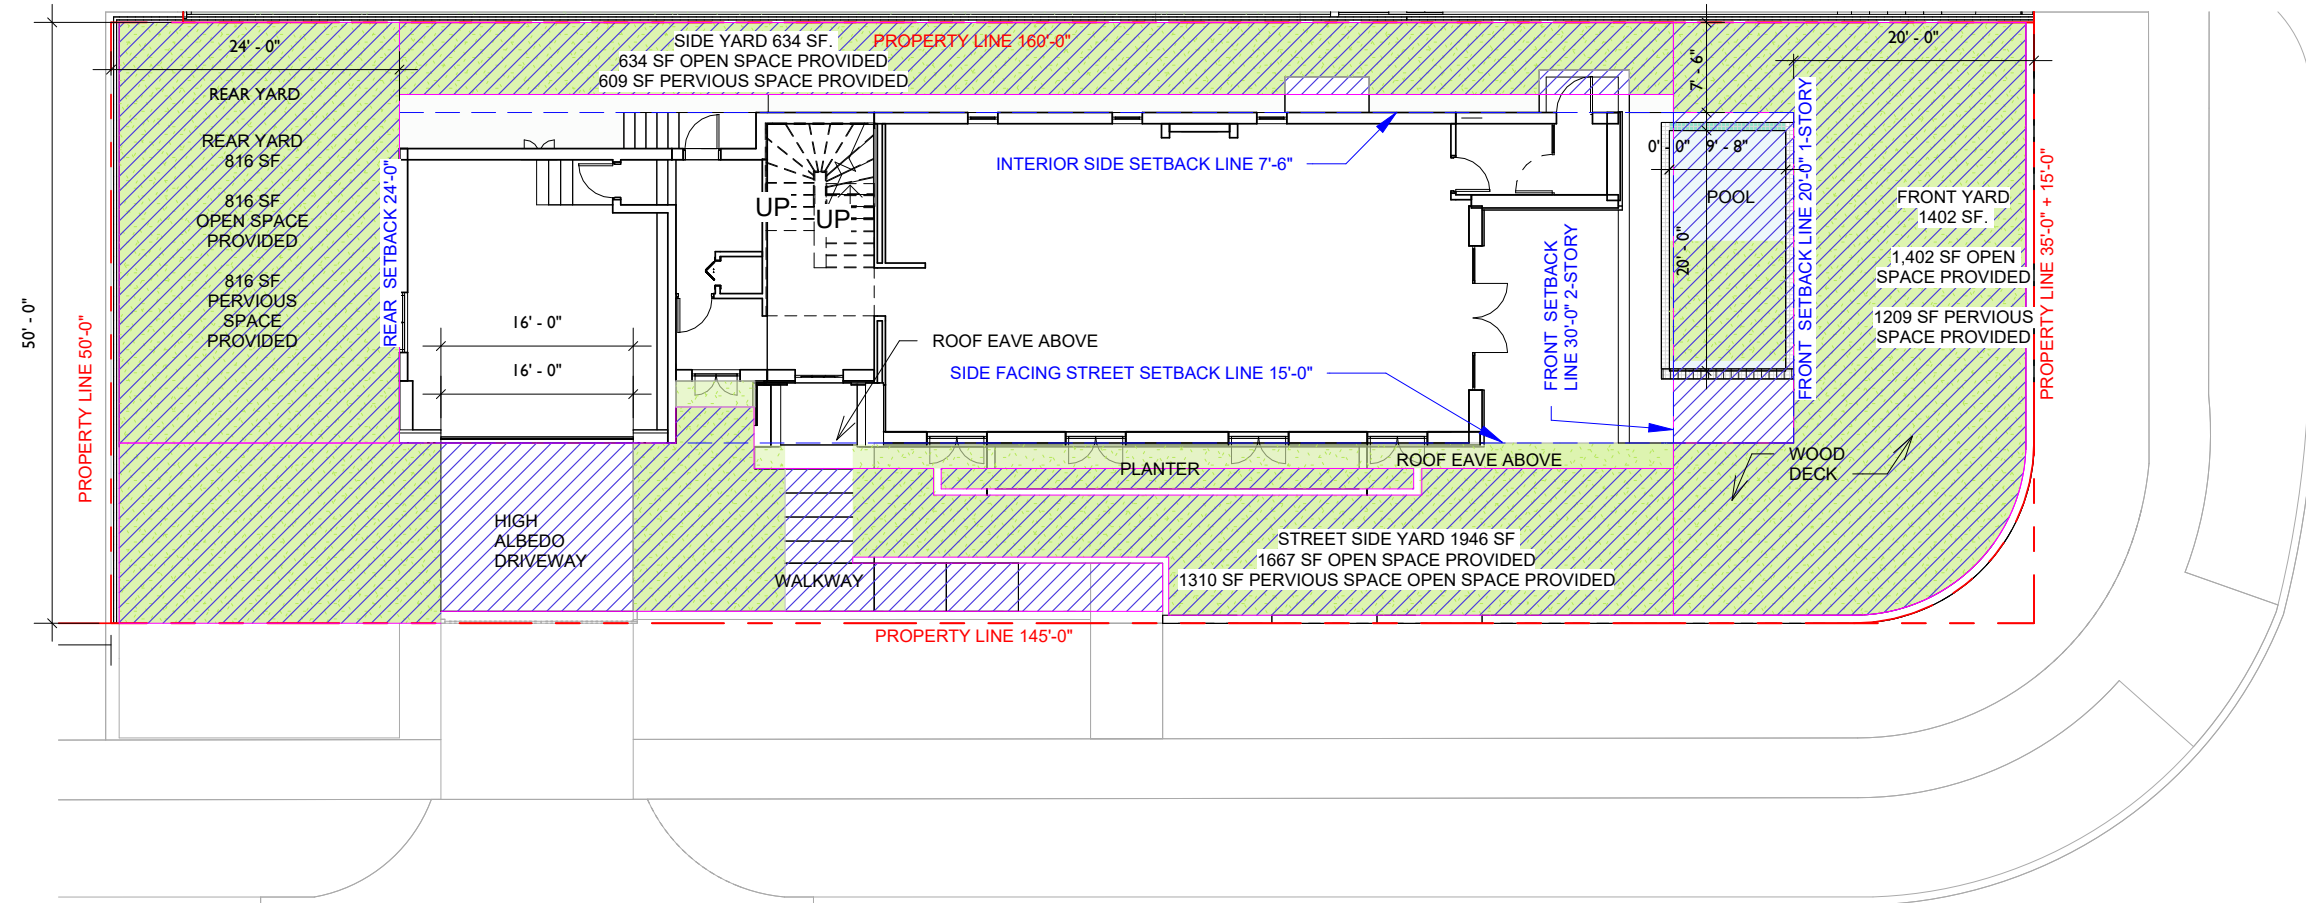 24' - 0"
SIDE YARD 634 SF.
634 SF OPEN SPACE PROVIDED
609 SF PERVIOUS SPACE PROVIDED
PROPERTY LINE 160'-0"
20' - 0"
7' - 6"
REAR YARD
REAR YARD
816 SF
816 SF
OPEN SPACE
PROVIDED
816 SF
PERVIOUS
SPACE
PROVIDED
REAR SETBACK 24'-0"
50' - 0"
PROPERTY LINE 50'-0"
16' - 0"
16' - 0"
UP
UP
INTERIOR SIDE SETBACK LINE 7'-6"
ROOF EAVE ABOVE
SIDE FACING STREET SETBACK LINE 15'-0"
FRONT SETBACK
LINE 30'-0" 2-STORY
0' - 0"
9' - 8"
POOL
20' - 0"
FRONT SETBACK LINE 20'-0" 1-STORY
FRONT YARD
1402 SF.
1,402 SF OPEN
SPACE PROVIDED
1209 SF PERVIOUS
SPACE PROVIDED
PROPERTY LINE 35'-0" + 15'-0"
PLANTER
ROOF EAVE ABOVE
WOOD
DECK
HIGH
ALBEDO
DRIVEWAY
WALKWAY
STREET SIDE YARD 1946 SF
1667 SF OPEN SPACE PROVIDED
1310 SF PERVIOUS SPACE OPEN SPACE PROVIDED
PROPERTY LINE 145'-0"